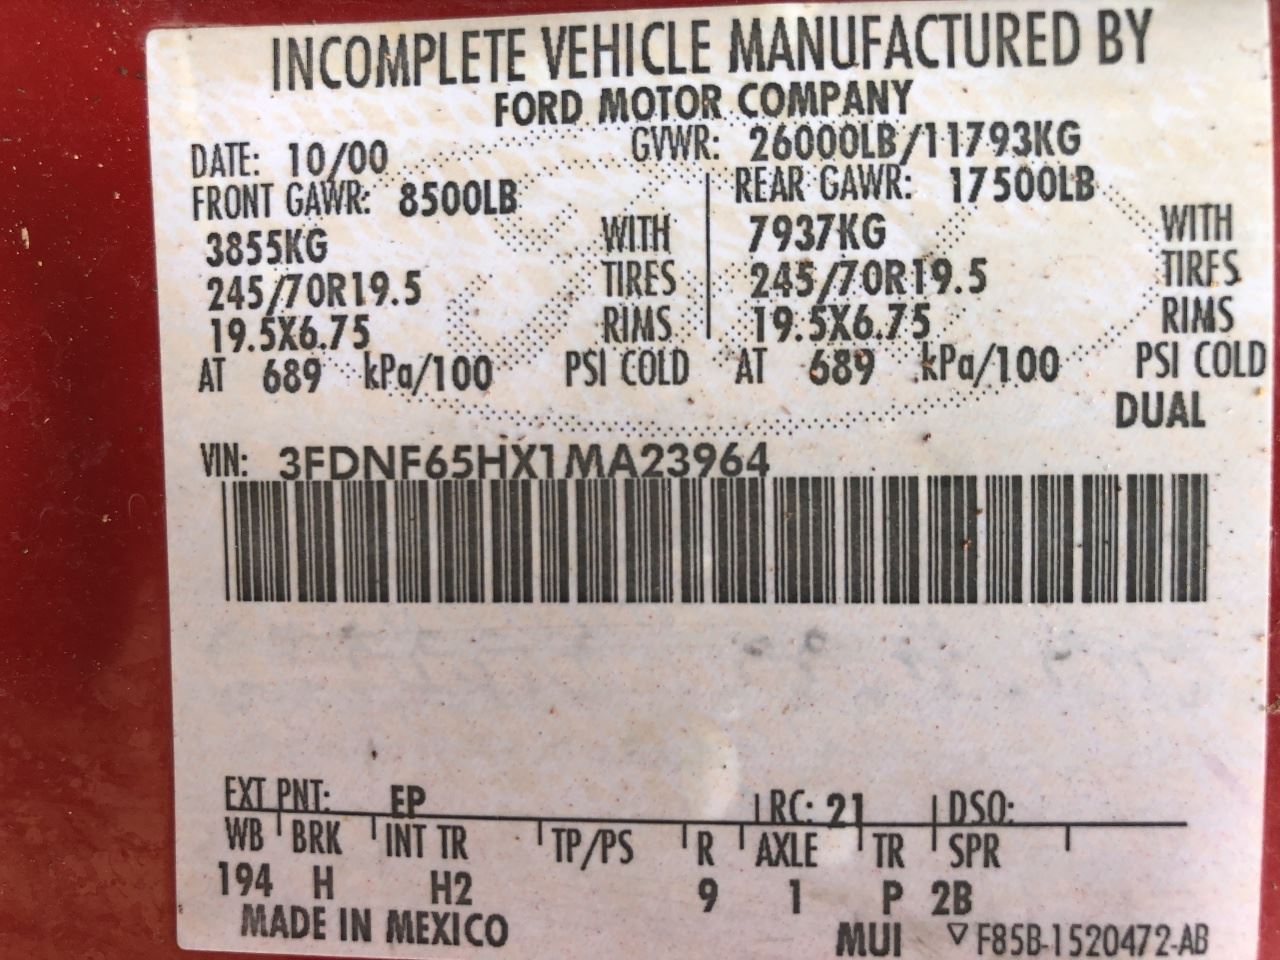 INCOMPLETE VEHICLE MANUFACTURED BY
FORD MOTOR COMPANY
DATE: 10/00 GVWR: 26000LB/11793KG
FRONT GAWR: 8500LB REAR GAWR: 17500LB
3855KG WITH 7937KG WITH
245/70R19.5 TIRES 245/70R19.5 TIRES
19.5X6.75 RIMS 19.5X6.75 RIMS
AT 689 kPa/100 PSI COLD AT 689 kPa/100 PSI COLD
DUAL
VIN: 3FDNF65HX1MA23964
EXT PNT: EP RC: 21 DSO:
WB BRK INT TR TP/PS R AXLE TR SPR
194 H H2 9 1 P 2B
MADE IN MEXICO MUI F85B-1520472-AB